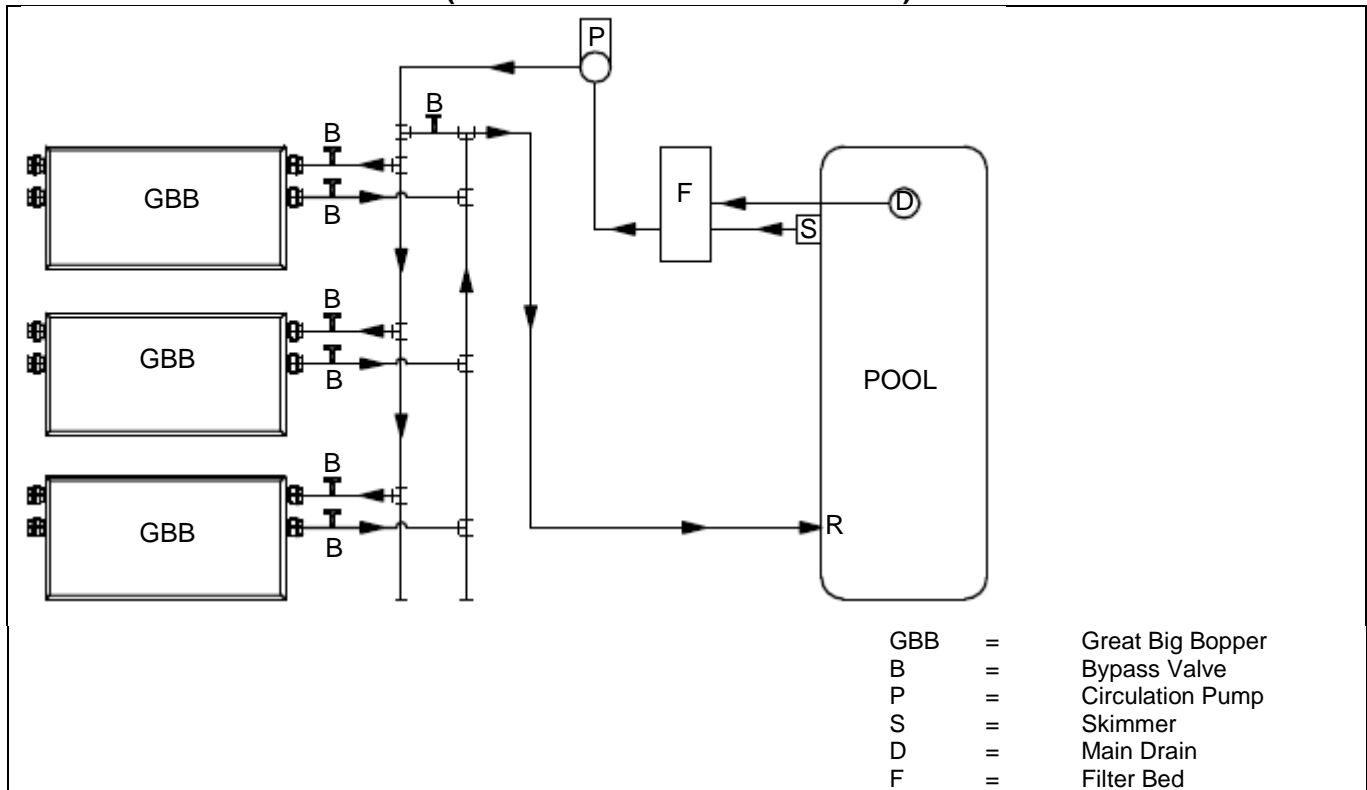 P
B
B
GBB
B
F
D
S
B
GBB
B
POOL
B
GBB
B
R
GBB = Great Big Bopper
B = Bypass Valve
P = Circulation Pump
S = Skimmer
D = Main Drain
F = Filter Bed